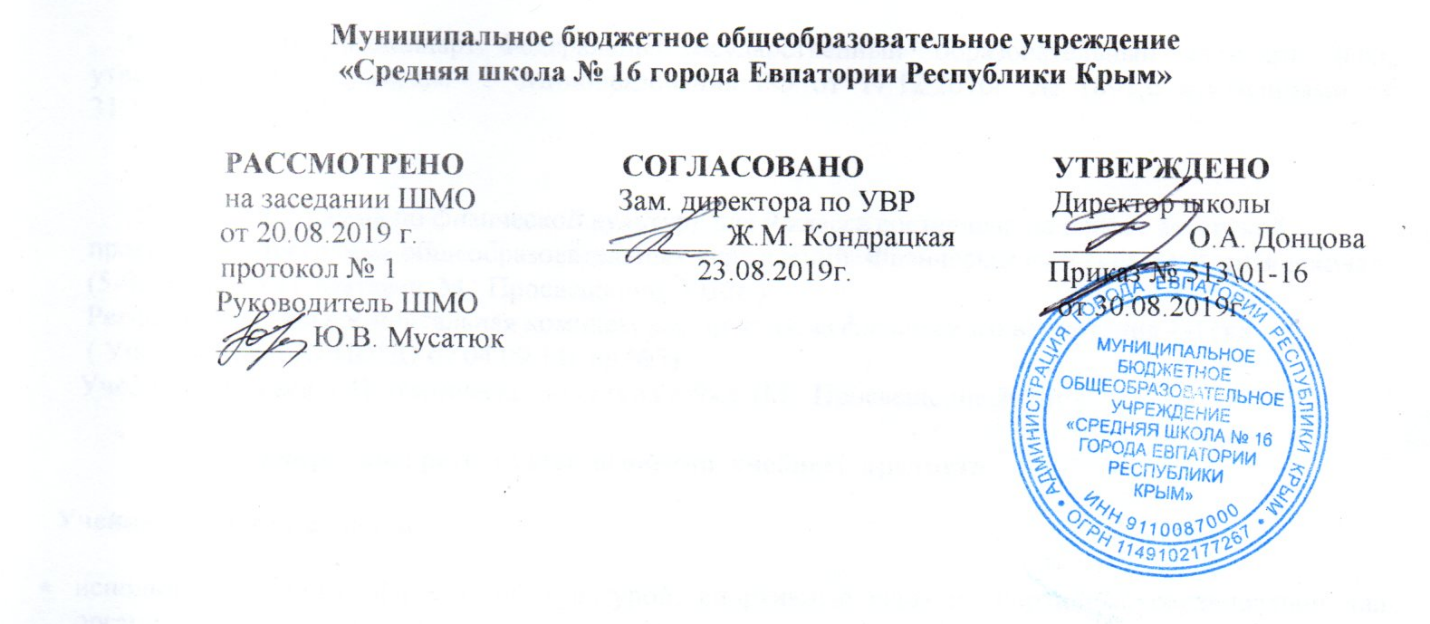 Муниципальное бюджетное общеобразовательное учреждение
«Средняя школа № 16 города Евпатории Республики Крым»
РАССМОТРЕНО
на заседании ШМО
от 20.08.2019 г.
протокол № 1
Руководитель ШМО
Ю.В. Мусатюк
СОГЛАСОВАНО
Зам. директора по УВР
Ж.М. Кондрацкая
23.08.2019г.
УТВЕРЖДЕНО
Директор школы
О.А. Донцова
Приказ № 513\01-16
от 30.08.2019г.
АДМИНИСТРАЦИЯ ГОРОДА ЕВПАТОРИИ РЕСПУБЛИКИ КРЫМ
МУНИЦИПАЛЬНОЕ
БЮДЖЕТНОЕ
ОБЩЕОБРАЗОВАТЕЛЬНОЕ
УЧРЕЖДЕНИЕ
«СРЕДНЯЯ ШКОЛА № 16
ГОРОДА ЕВПАТОРИИ
РЕСПУБЛИКИ
КРЫМ»
ИНН 9110087000
ОГРН 1149102177267